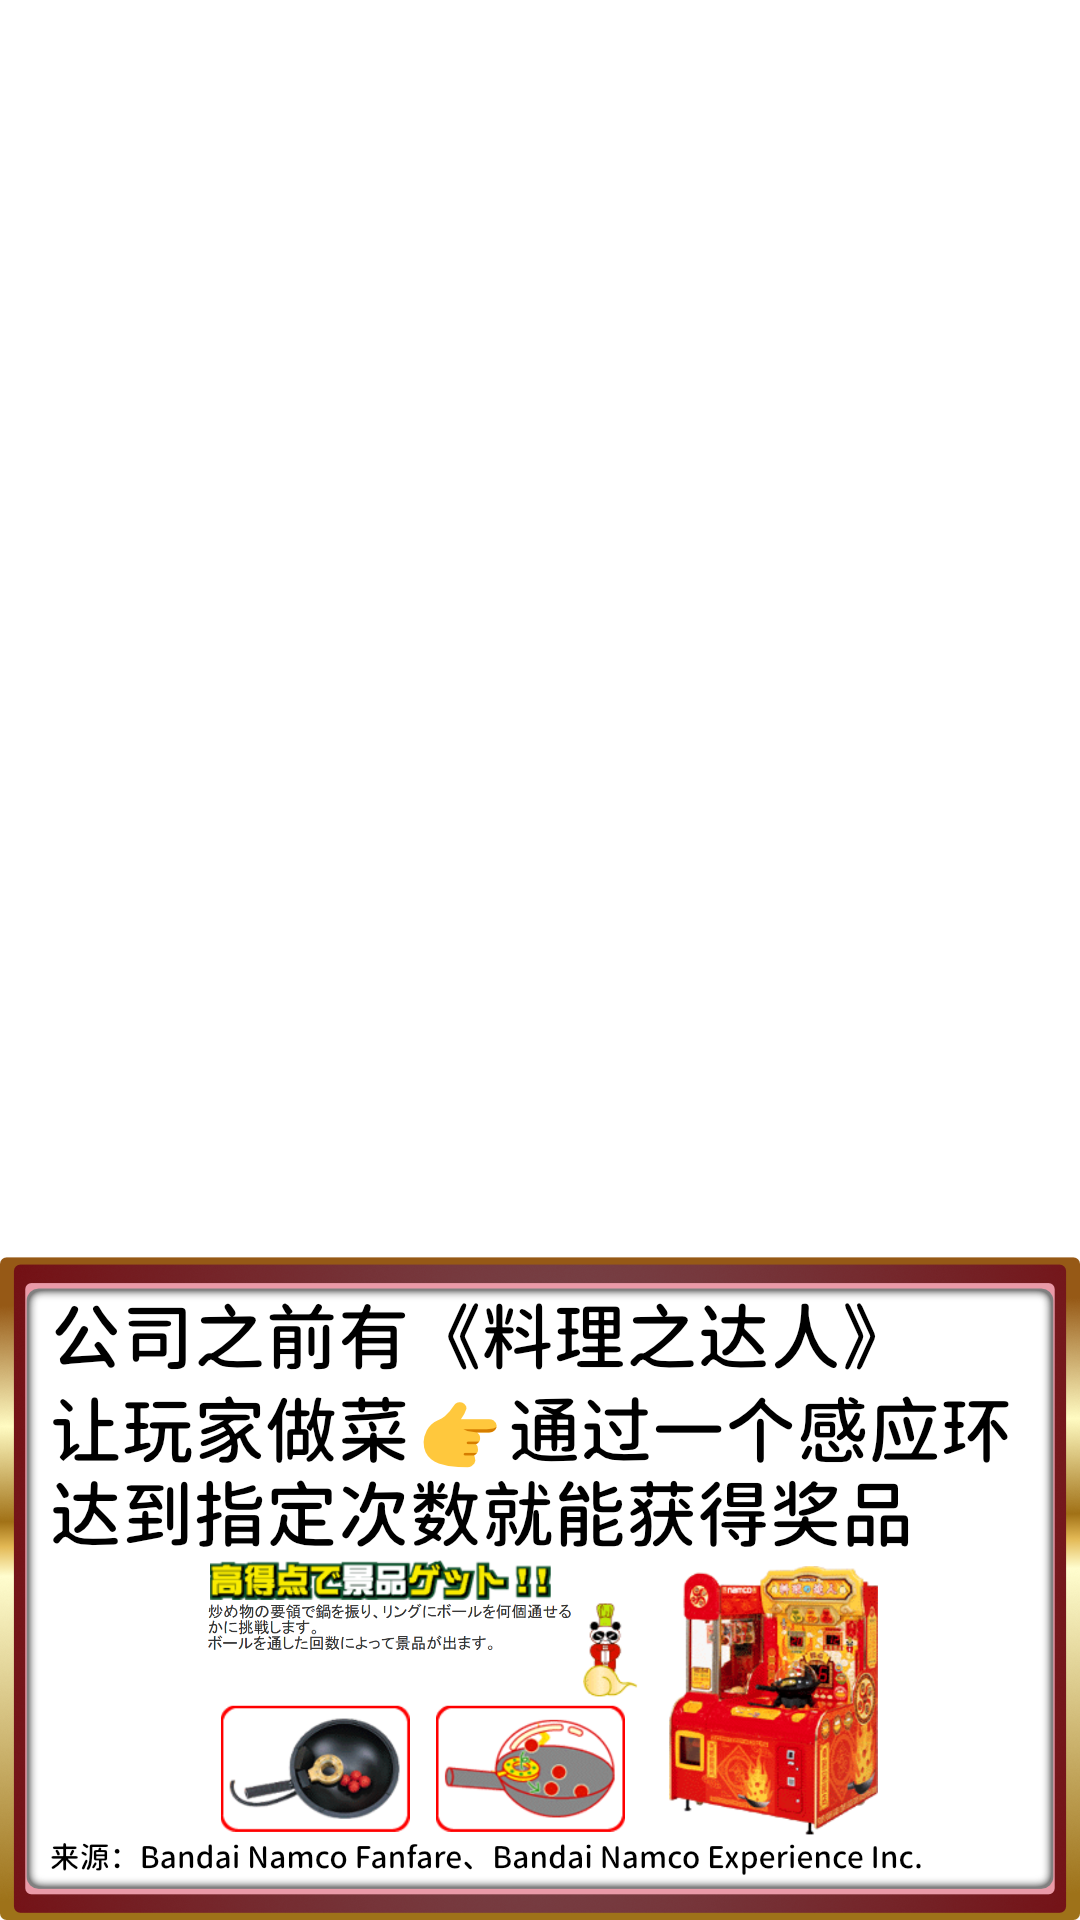 公司之前有《料理之达人》
让玩家做菜👉通过一个感应环
达到指定次数就能获得奖品
高得点で景品ゲット!!
炒め物の要領で鍋を振り、リングにボールを何個通せる
かに挑戦します。
ボールを通した回数によって景品が出ます。
namco
来源：Bandai Namco Fanfare、Bandai Namco Experience Inc.